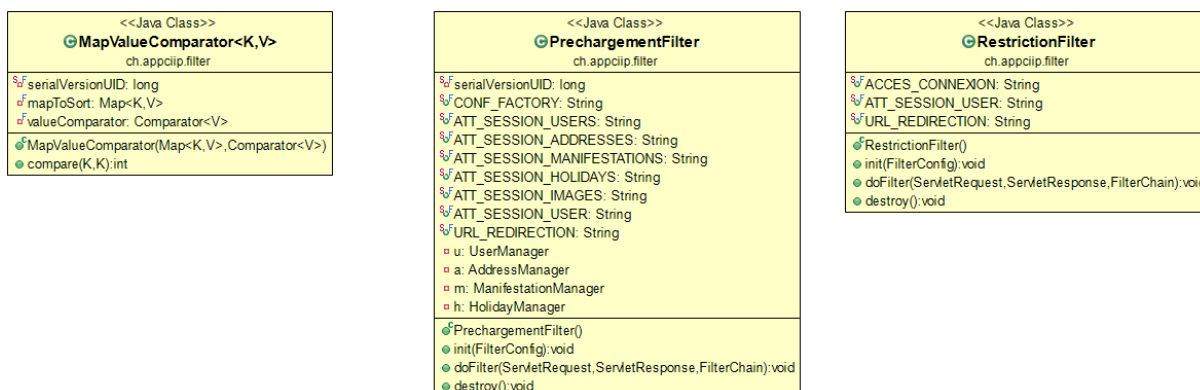 <<Java Class>>
MapValueComparator<K,V>
ch.appciip.filter
serialVersionUID: long
mapToSort: Map<K,V>
valueComparator: Comparator<V>
MapValueComparator(Map<K,V>,Comparator<V>)
compare(K,K):int
<<Java Class>>
PrechargementFilter
ch.appciip.filter
serialVersionUID: long
CONF_FACTORY: String
ATT_SESSION_USERS: String
ATT_SESSION_ADDRESSES: String
ATT_SESSION_MANIFESTATIONS: String
ATT_SESSION_HOLIDAYS: String
ATT_SESSION_IMAGES: String
ATT_SESSION_USER: String
URL_REDIRECTION: String
u: UserManager
a: AddressManager
m: ManifestationManager
h: HolidayManager
PrechargementFilter()
init(FilterConfig):void
doFilter(ServletRequest,ServletResponse,FilterChain):void
destroy():void
<<Java Class>>
RestrictionFilter
ch.appciip.filter
ACCES_CONNEXION: String
ATT_SESSION_USER: String
URL_REDIRECTION: String
RestrictionFilter()
init(FilterConfig):void
doFilter(ServletRequest,ServletResponse,FilterChain):void
destroy():void